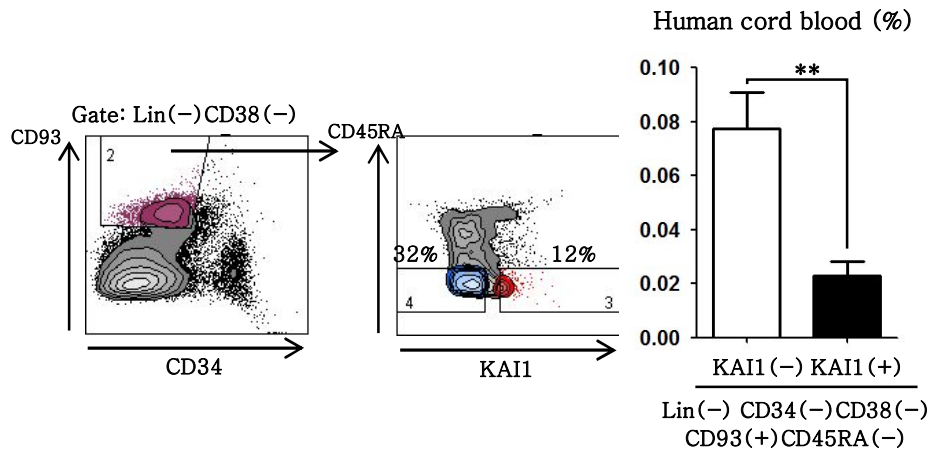 Gate: Lin(−)CD38(−)
CD93
2
CD34
CD45RA
32%
12%
4
3
KAI1
Human cord blood (%)
0.10
**
0.08
0.06
0.04
0.02
0.00
KAI1(−) KAI1(+)
Lin(−) CD34(−)CD38(−)
CD93(+)CD45RA(−)